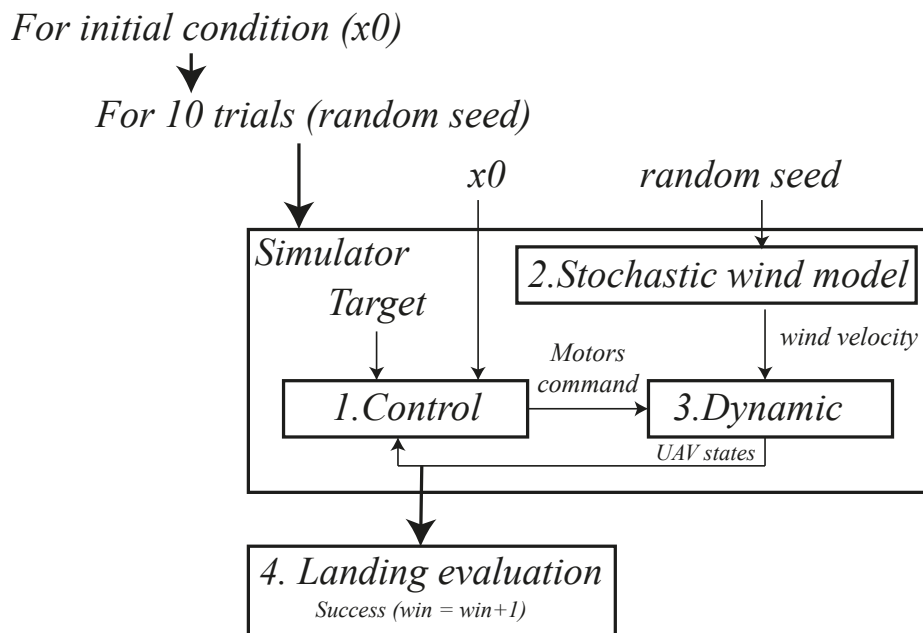 For initial condition (x0)
For 10 trials (random seed)
x0
random seed
Simulator
2.Stochastic wind model
Target
wind velocity
Motors
command
1.Control
3.Dynamic
UAV states
4. Landing evaluation
Success (win = win+1)